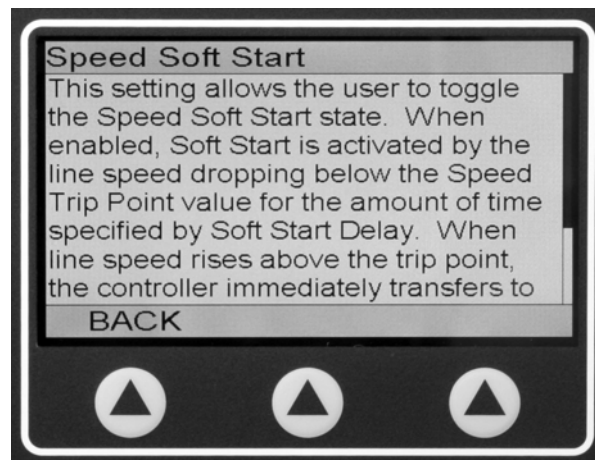 Speed Soft Start
This setting allows the user to toggle
the Speed Soft Start state.  When
enabled, Soft Start is activated by the
line speed dropping below the Speed
Trip Point value for the amount of time
specified by Soft Start Delay.  When
line speed rises above the trip point,
the controller immediately transfers to
BACK